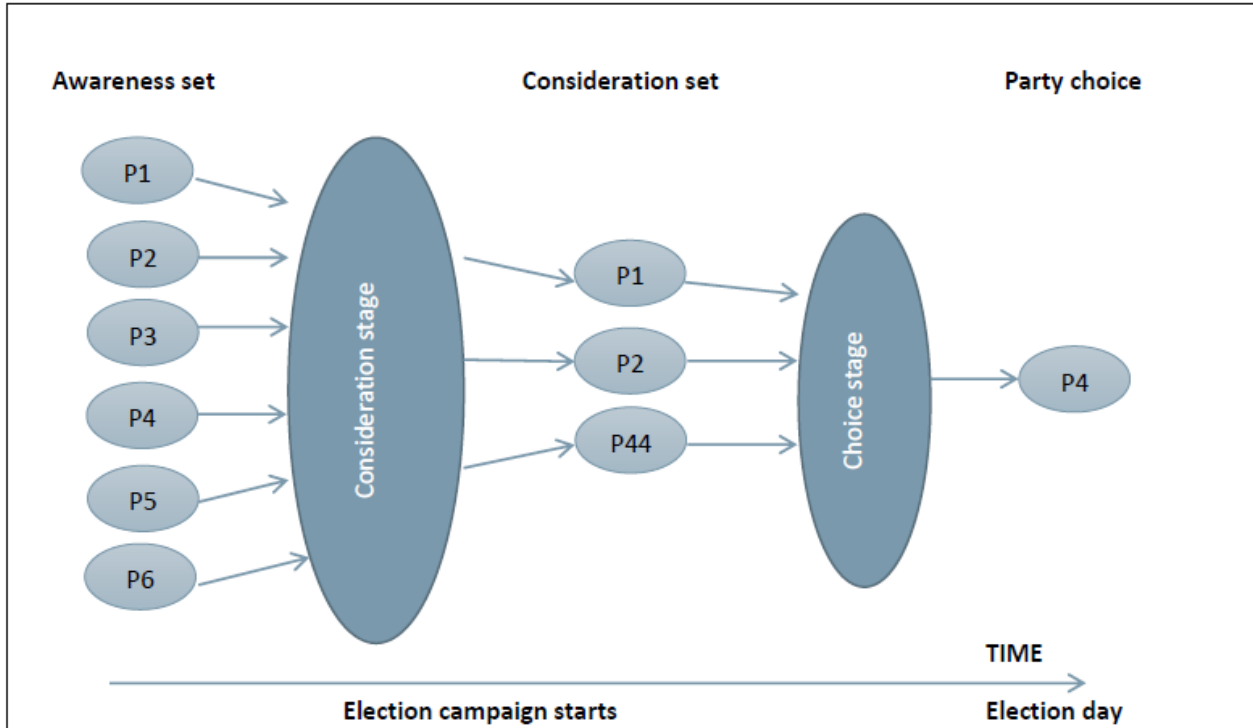 Awareness set
Consideration set
Party choice
P1
P2
P3
P4
P5
P6
Consideration stage
P1
P2
P44
Choice stage
P4
TIME
Election campaign starts
Election day